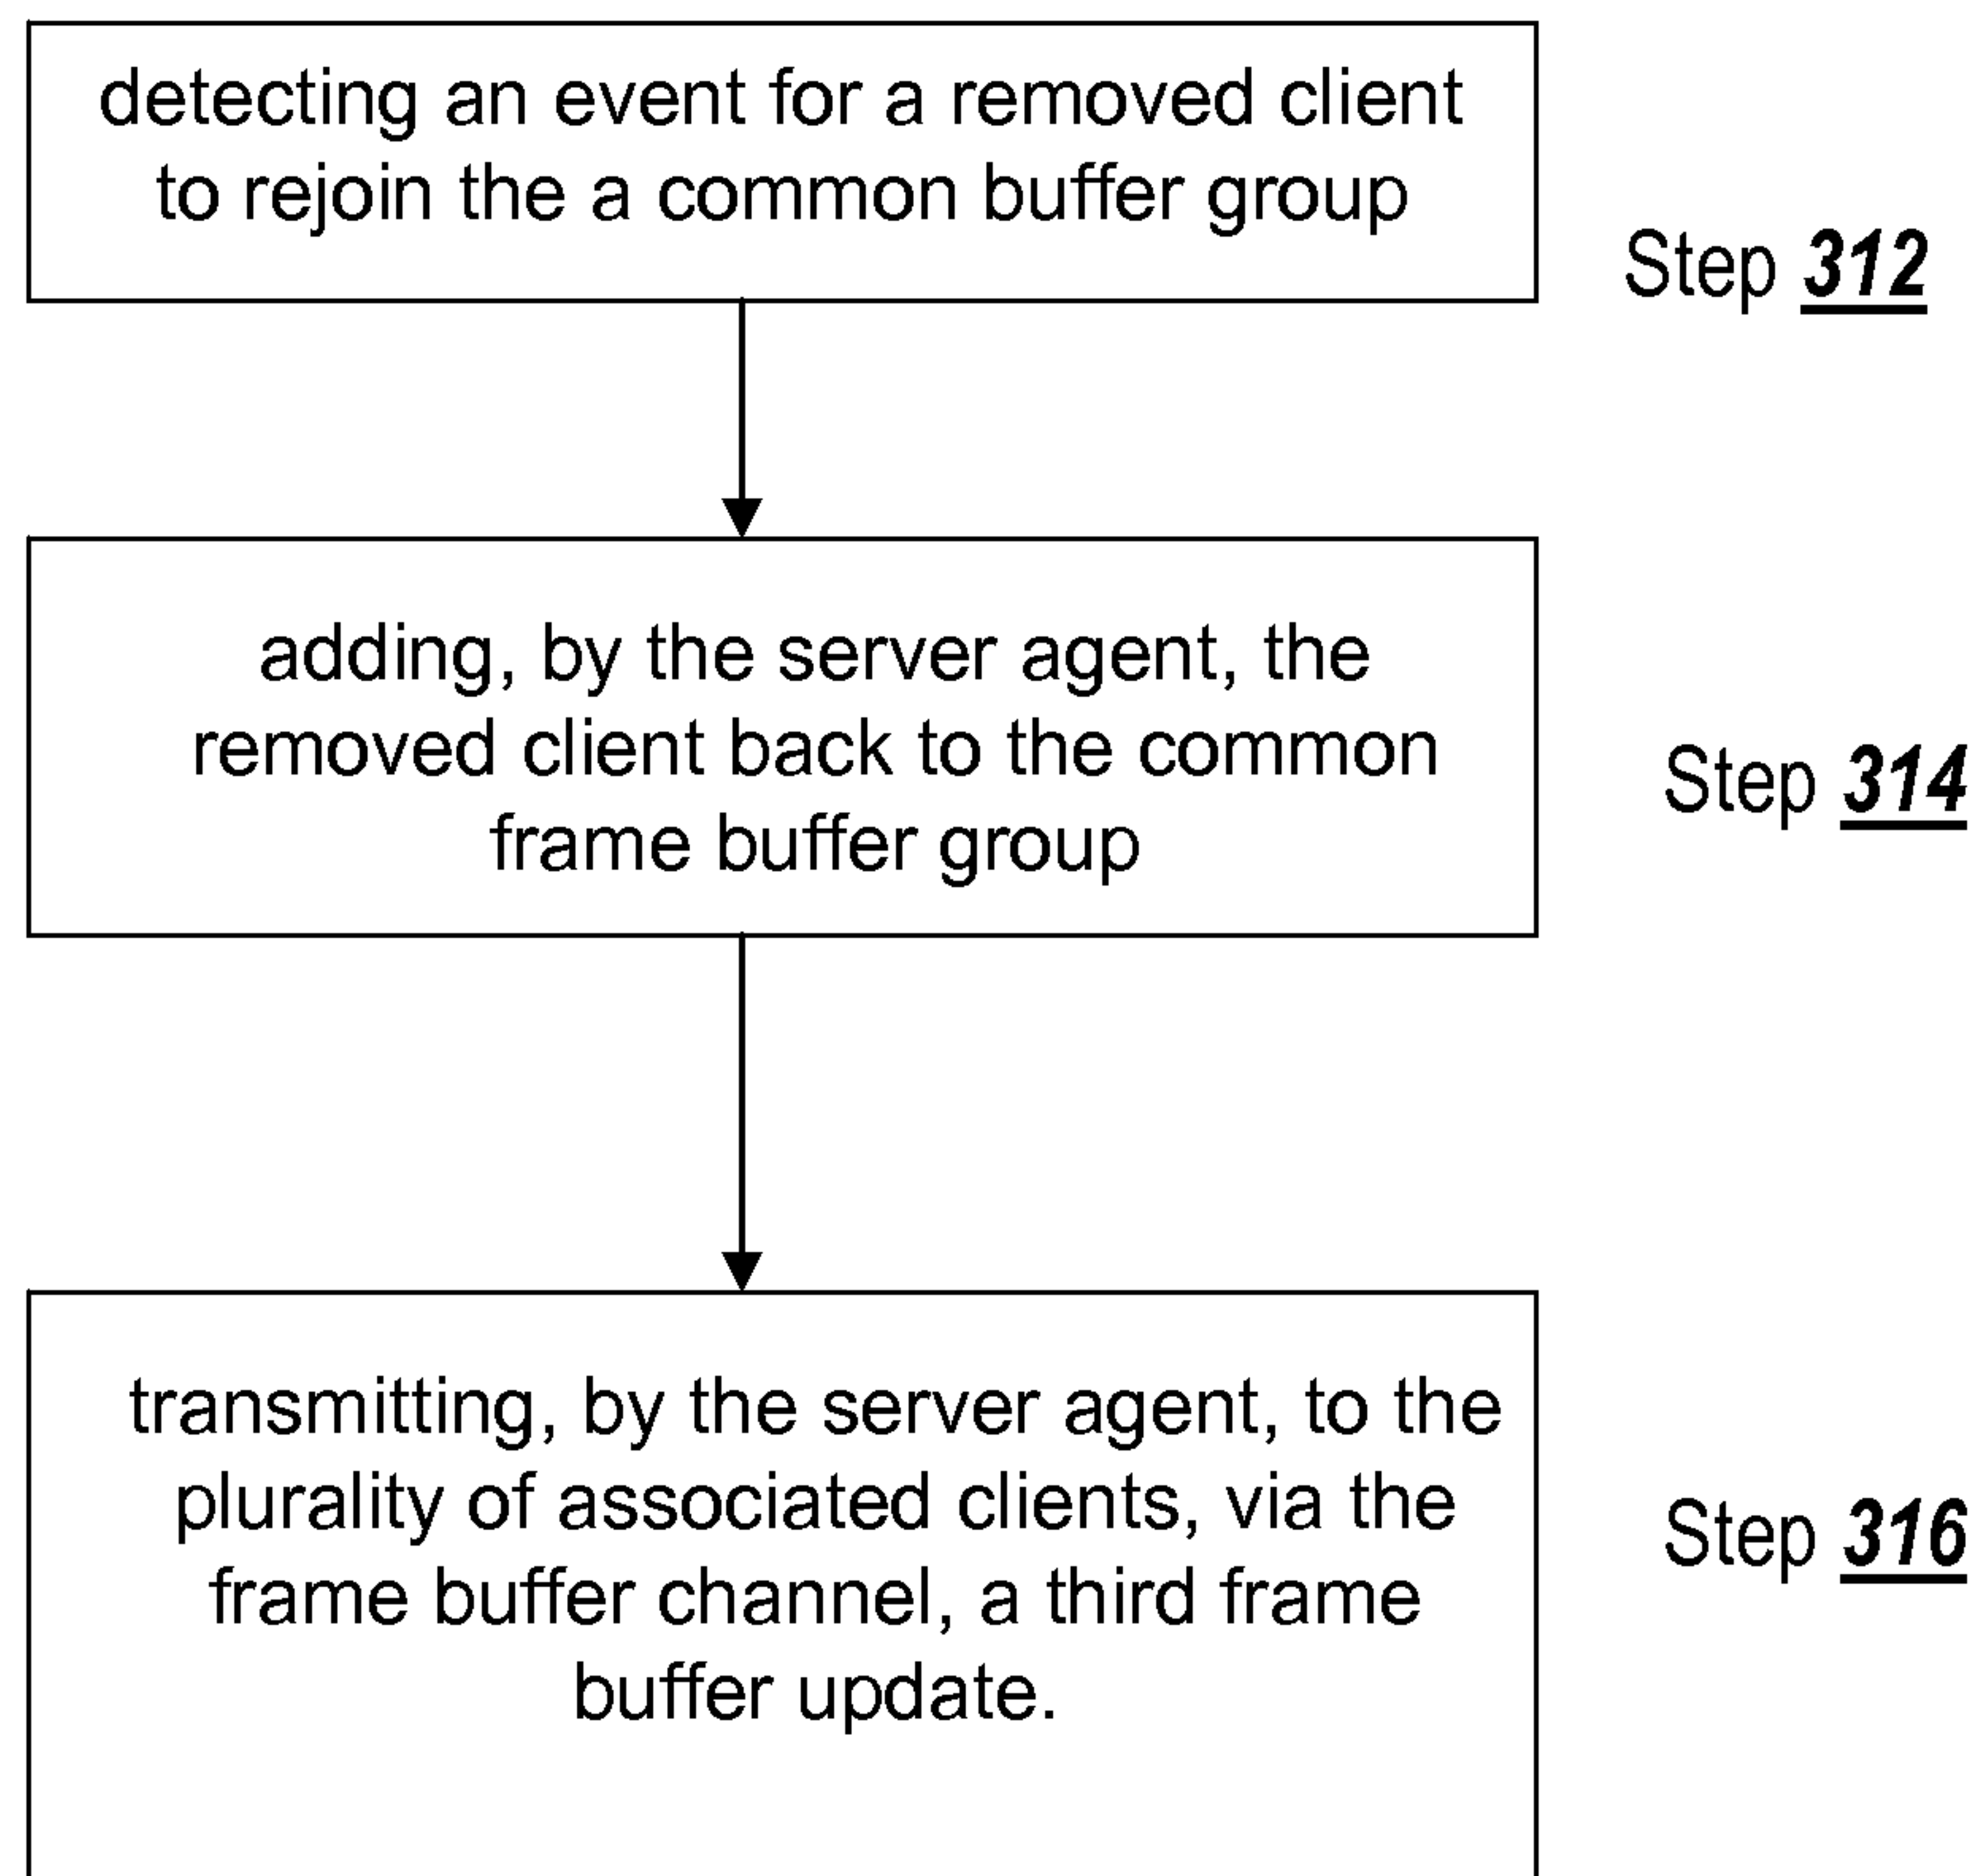 detecting an event for a removed client
to rejoin the a common buffer group
Step 312
adding, by the server agent, the
removed client back to the common
frame buffer group
Step 314
transmitting, by the server agent, to the
plurality of associated clients, via the
frame buffer channel, a third frame
buffer update.
Step 316